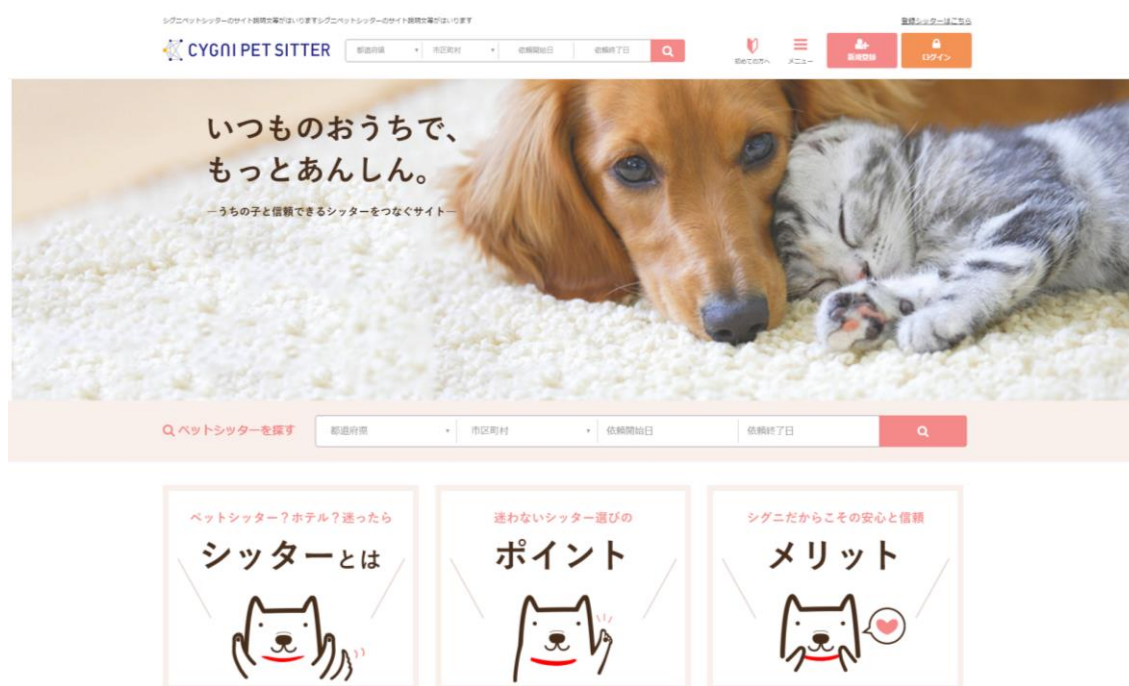 シグニペットシッターのサイト説明文等がはいりますシグニペットシッターのサイト説明文等がはいります
登録シッターはこちら
CYGNI PET SITTER
都道府県
市区町村
依頼開始日
依頼終了日
初めての方へ
メニュー
新規登録
ログイン
いつものおうちで、
もっとあんしん。
―うちの子と信頼できるシッターをつなぐサイト―
ペットシッターを探す
都道府県
市区町村
依頼開始日
依頼終了日
ペットシッター？ホテル？迷ったら
シッターとは
迷わないシッター選びの
ポイント
シグニだからこその安心と信頼
メリット